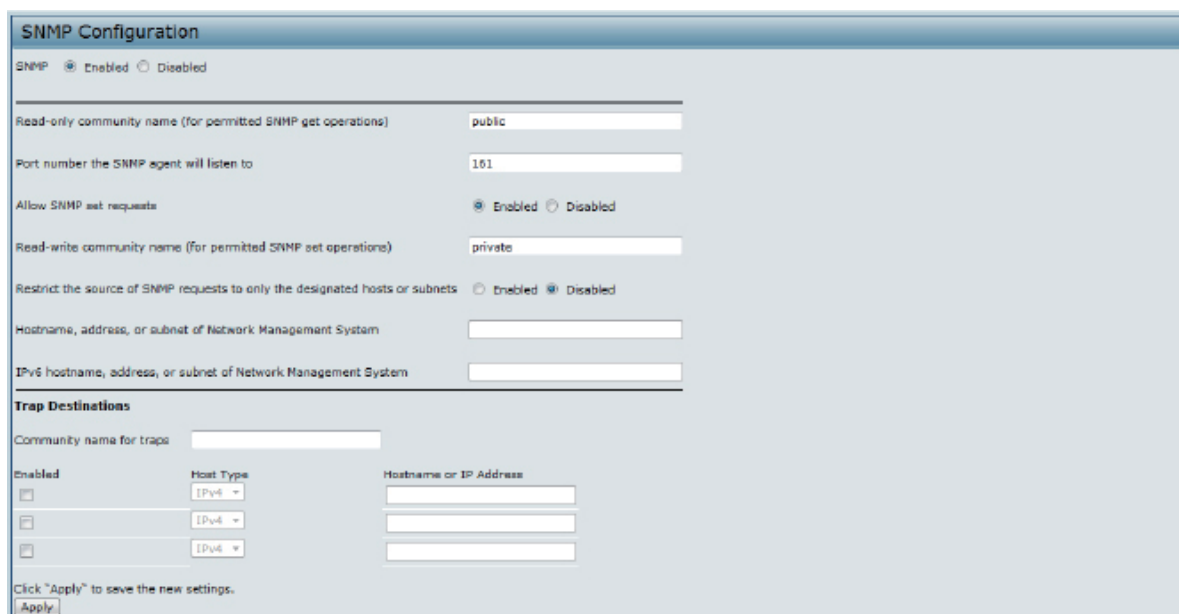 SNMP Configuration
SNMP Enabled Disabled
Read-only community name (for permitted SNMP get operations) public
Port number the SNMP agent will listen to 161
Allow SNMP set requests Enabled Disabled
Read-write community name (for permitted SNMP set operations) private
Restrict the source of SNMP requests to only the designated hosts or subnets Enabled Disabled
Hostname, address, or subnet of Network Management System
IPv6 hostname, address, or subnet of Network Management System
Trap Destinations
Community name for traps
Enabled Host Type Hostname or IP Address
IPv4
IPv4
IPv4
Click "Apply" to save the new settings.
Apply